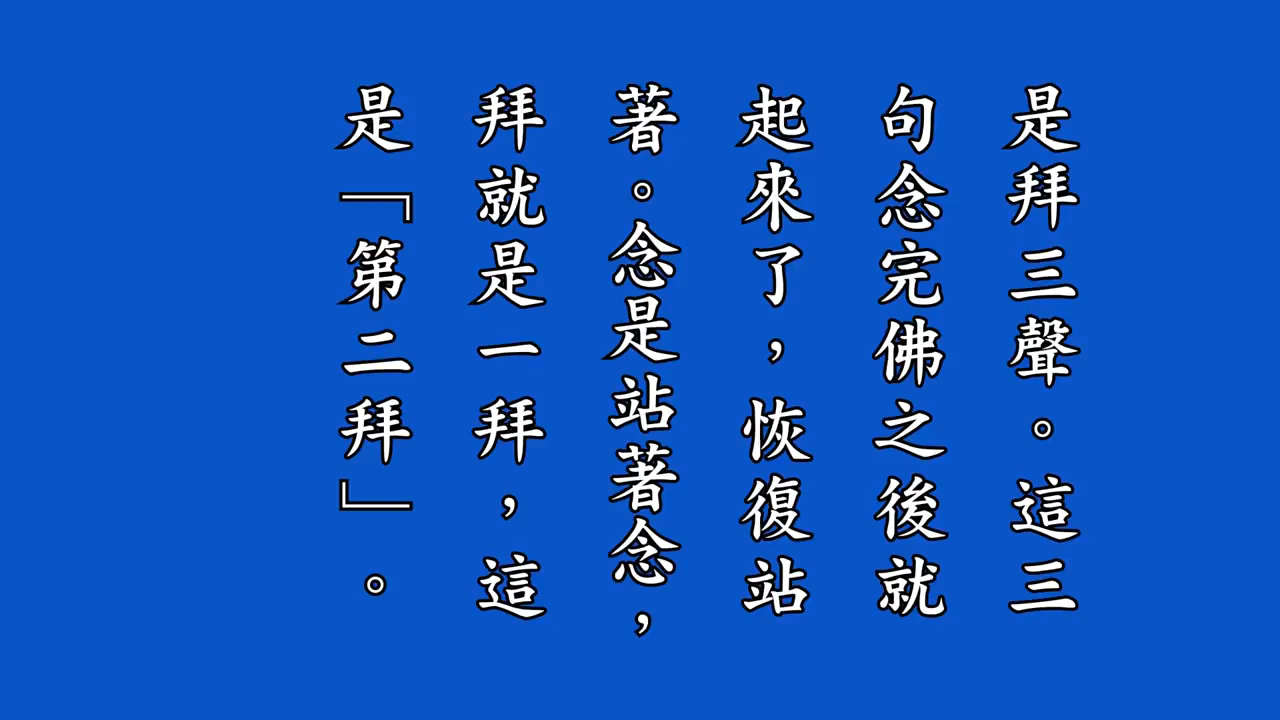 是拜三聲。這三
句念完佛之後就
起來了，恢復站
著。念是站著念，
拜就是一拜，這
是「第二拜」。